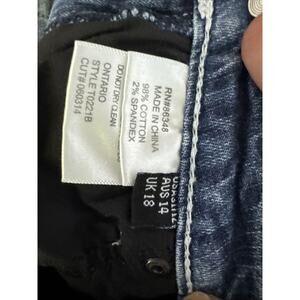 RN#86348
MADE IN CHINA
98% COTTON
2% SPANDEX
DO NOT DRY CLEAN
ONTARIO
STYLE T0221B
CUT# 060314
AUS 14
UK 18